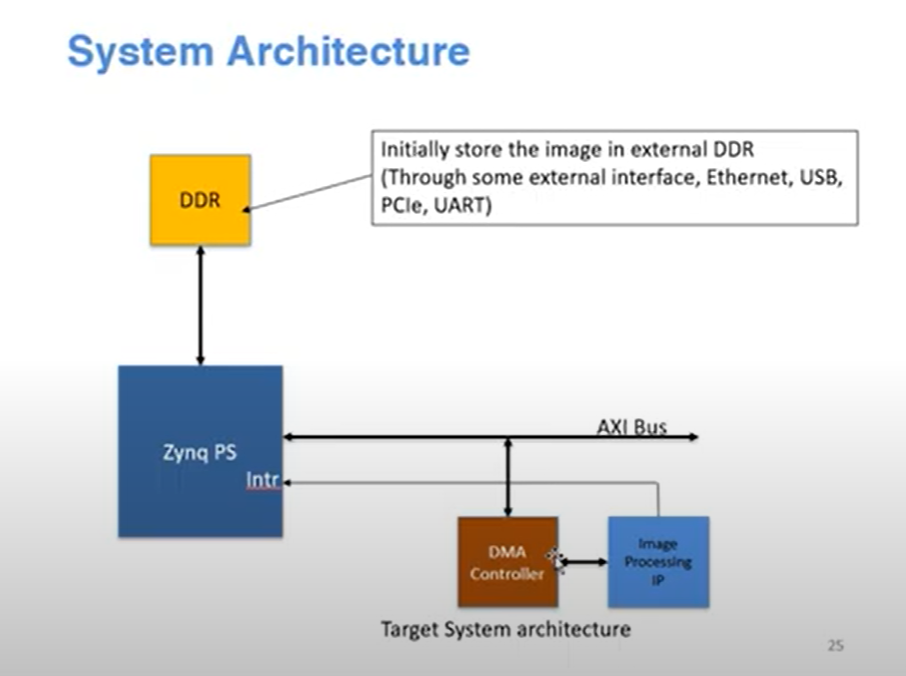 System Architecture
Initially store the image in external DDR
(Through some external interface, Ethernet, USB,
PCIe, UART)
DDR
AXI Bus
Zynq PS
Intr
DMA
Controller
Image
Processing
IP
Target System architecture
25